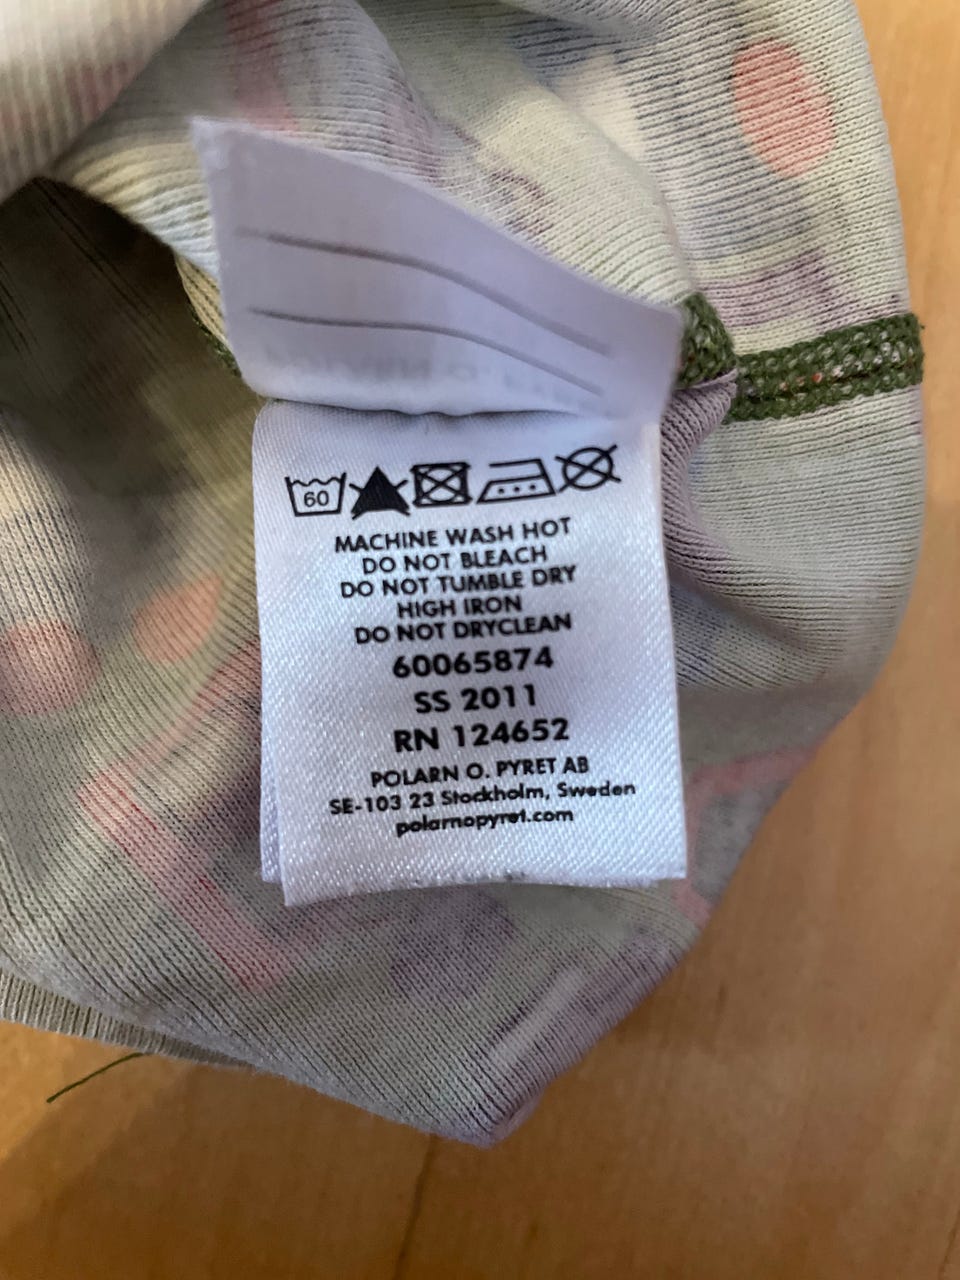 60
MACHINE WASH HOT
DO NOT BLEACH
DO NOT TUMBLE DRY
HIGH IRON
DO NOT DRYCLEAN
60065874
SS 2011
RN 124652
POLARN O. PYRET AB
SE-103 23 Stockholm, Sweden
polarnopyret.com